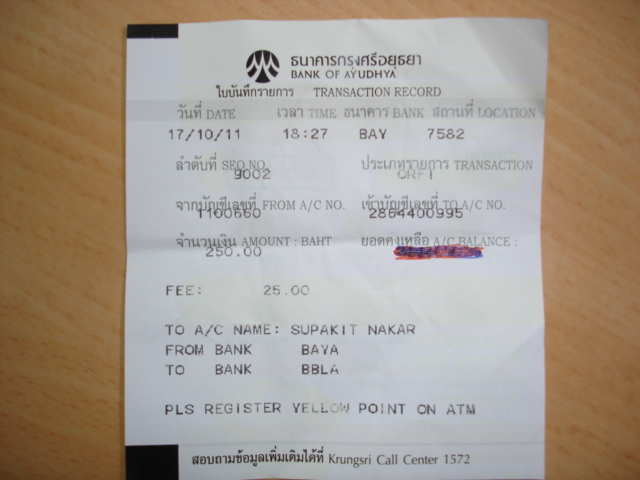 ธนาคารกรุงศรีอยุธยา
BANK OF AYUDHYA
ใบบันทึกรายการ TRANSACTION RECORD
วันที่ DATE เวลา TIME ธนาคาร BANK สถานที่ LOCATION
17/10/11 18:27 BAY 7582
ลำดับที่ SEQ NO. ประเภทรายการ TRANSACTION
9002 ORFT
จากบัญชีเลขที่ FROM A/C NO. เข้าบัญชีเลขที่ TO A/C NO.
1100660 2864400995
จำนวนเงิน AMOUNT : BAHT ยอดคงเหลือ A/C BALANCE :
250.00
FEE: 25.00
TO A/C NAME: SUPAKIT NAKAR
FROM BANK BAYA
TO BANK BBLA
PLS REGISTER YELLOW POINT ON ATM
สอบถามข้อมูลเพิ่มเติมได้ที่ Krungsri Call Center 1572